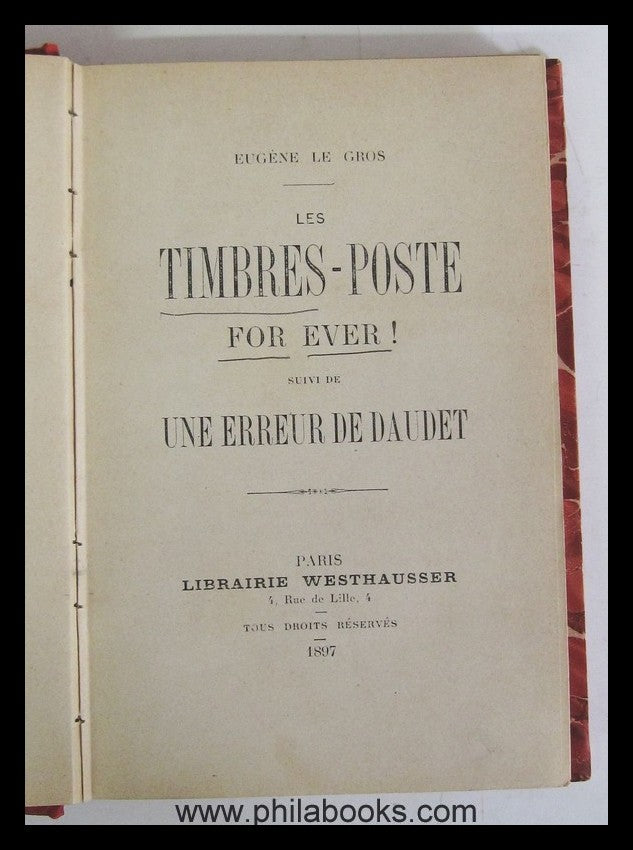 EUGÈNE LE GROS
LES
TIMBRES-POSTE
FOR EVER !
SUIVI DE
UNE ERREUR DE DAUDET
PARIS
LIBRAIRIE WESTHAUSSER
4, Rue de Lille, 4
TOUS DROITS RÉSERVÉS
1897
www.philabooks.com